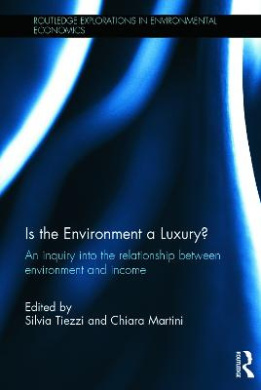 ROUTLEDGE EXPLORATIONS IN ENVIRONMENTAL
ECONOMICS
Is the Environment a Luxury?
An inquiry into the relationship between
environment and income
Edited by
Silvia Tiezzi and Chiara Martini
ROUTLEDGE